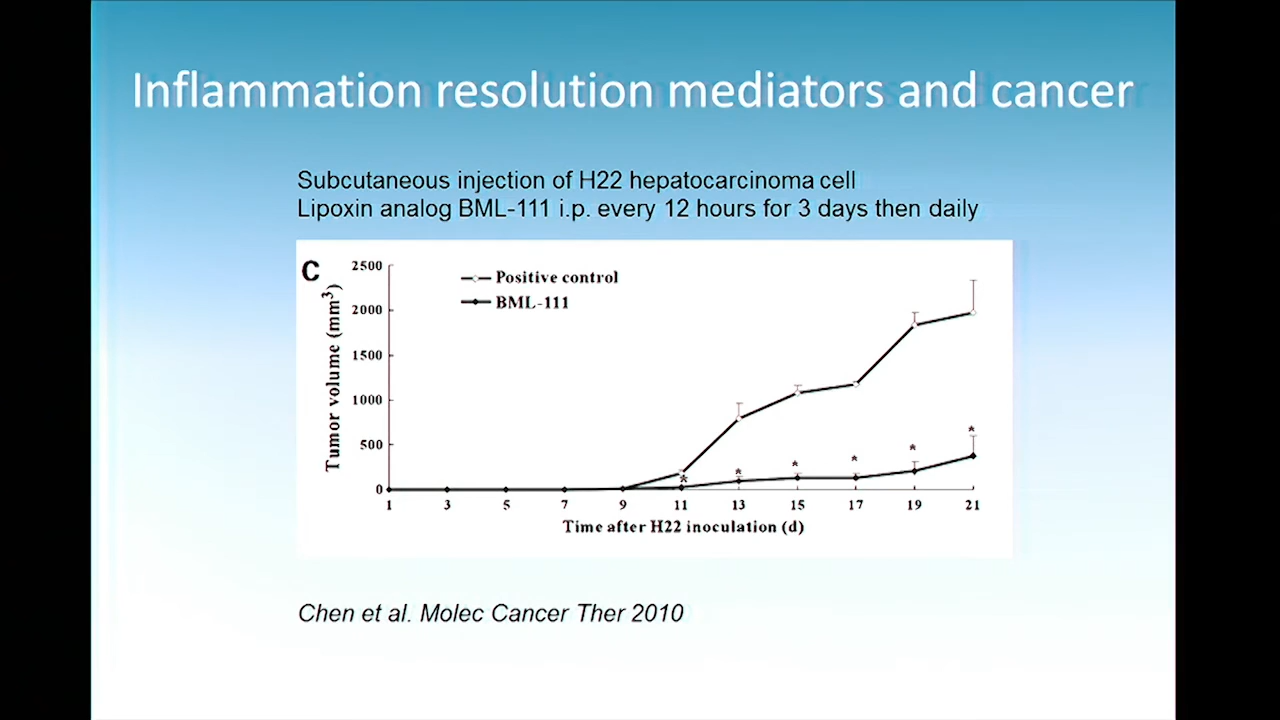 Inflammation resolution mediators and cancer
Subcutaneous injection of H22 hepatocarcinoma cell
Lipoxin analog BML-111 i.p. every 12 hours for 3 days then daily
C
2500
2000
1500
1000
500
0
Tumor volume (mm³)
Positive control
BML-111
* * * * * *
1 3 5 7 9 11 13 15 17 19 21
Time after H22 inoculation (d)
Chen et al. Molec Cancer Ther 2010